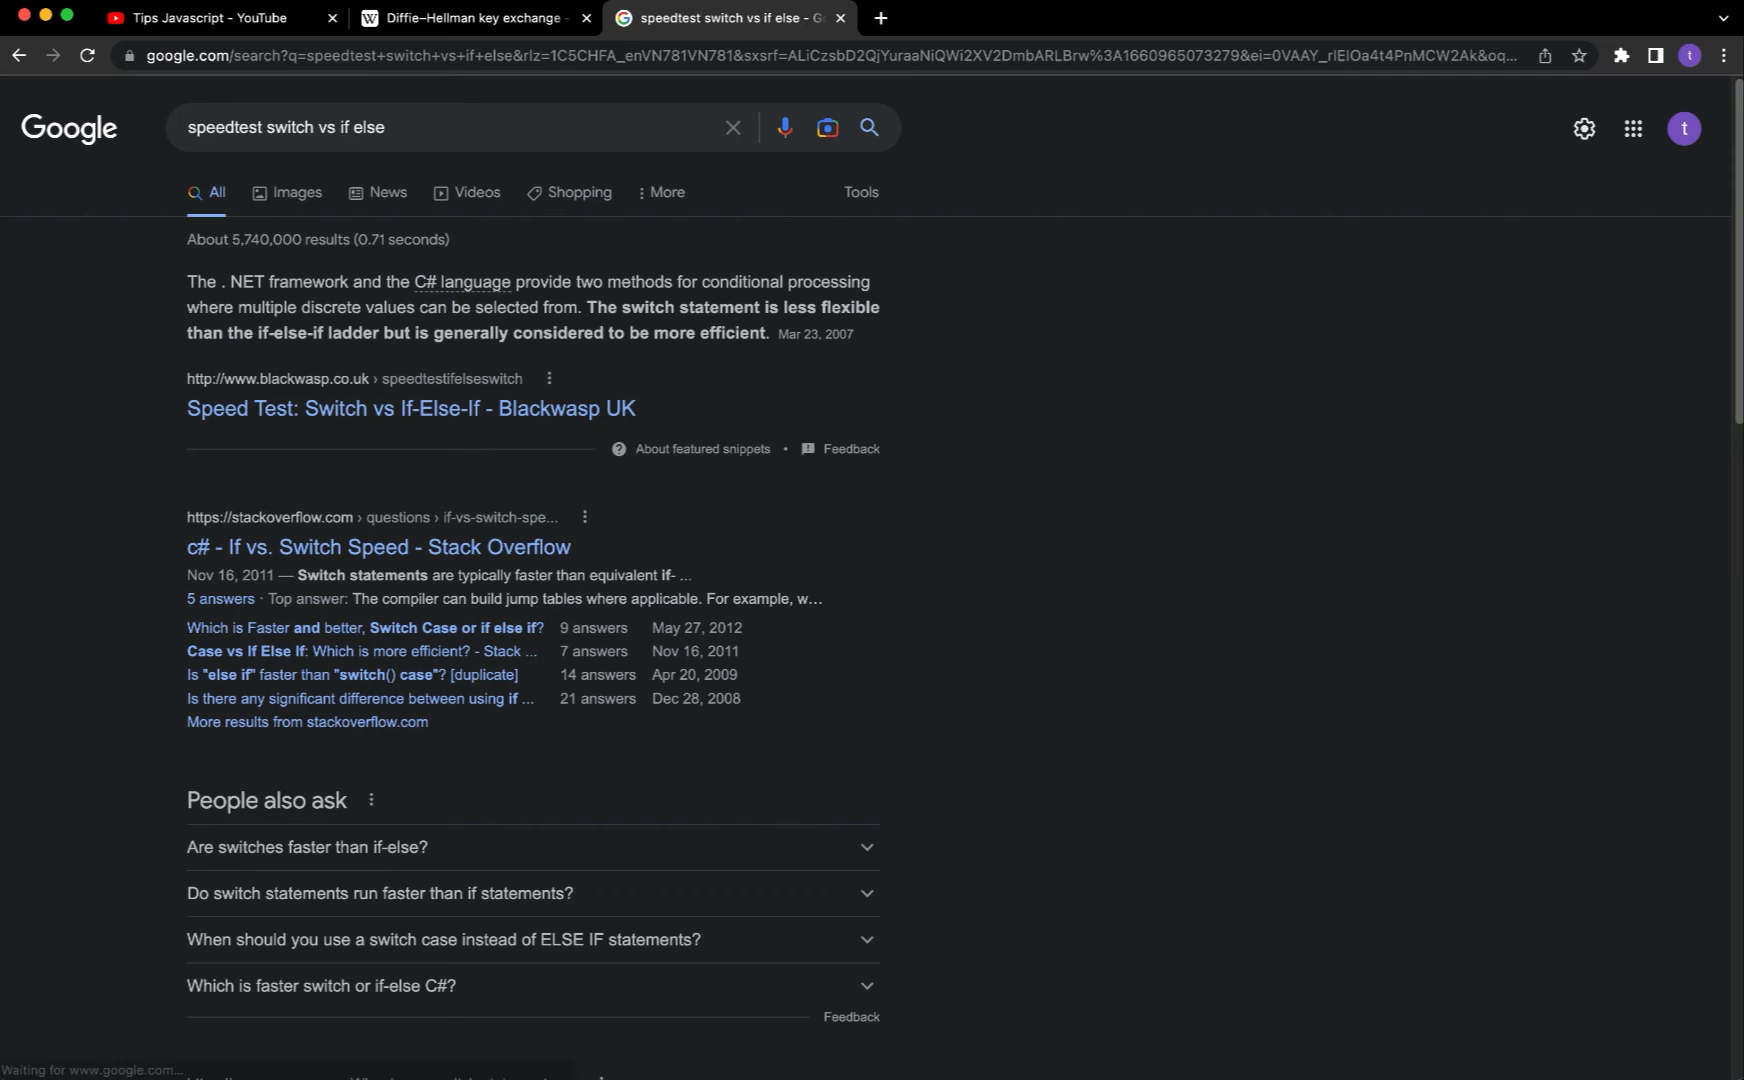 Tips Javascript - YouTube
Diffie–Hellman key exchange -
speedtest switch vs if else - G
google.com/search?q=speedtest+switch+vs+if+else&rlz=1C5CHFA_enVN781VN781&sxsrf=ALiCzsbD2QjYuraaNiQWi2XV2DmbARLBrw%3A1660965073279&ei=0VAAY_rlEIOa4t4PnMCW2Ak&oq...
t
Google
speedtest switch vs if else
t
All
Images
News
Videos
Shopping
More
Tools
About 5,740,000 results (0.71 seconds)
The . NET framework and the C# language provide two methods for conditional processing
where multiple discrete values can be selected from. The switch statement is less flexible
than the if-else-if ladder but is generally considered to be more efficient. Mar 23, 2007
http://www.blackwasp.co.uk › speedtestifelseswitch
Speed Test: Switch vs If-Else-If - Blackwasp UK
About featured snippets • Feedback
https://stackoverflow.com › questions › if-vs-switch-spe...
c# - If vs. Switch Speed - Stack Overflow
Nov 16, 2011 — Switch statements are typically faster than equivalent if- ...
5 answers · Top answer: The compiler can build jump tables where applicable. For example, w...
Which is Faster and better, Switch Case or if else if? 9 answers May 27, 2012
Case vs If Else If: Which is more efficient? - Stack ... 7 answers Nov 16, 2011
Is "else if" faster than "switch() case"? [duplicate] 14 answers Apr 20, 2009
Is there any significant difference between using if ... 21 answers Dec 28, 2008
More results from stackoverflow.com
People also ask
Are switches faster than if-else?
Do switch statements run faster than if statements?
When should you use a switch case instead of ELSE IF statements?
Which is faster switch or if-else C#?
Feedback
Waiting for www.google.com...